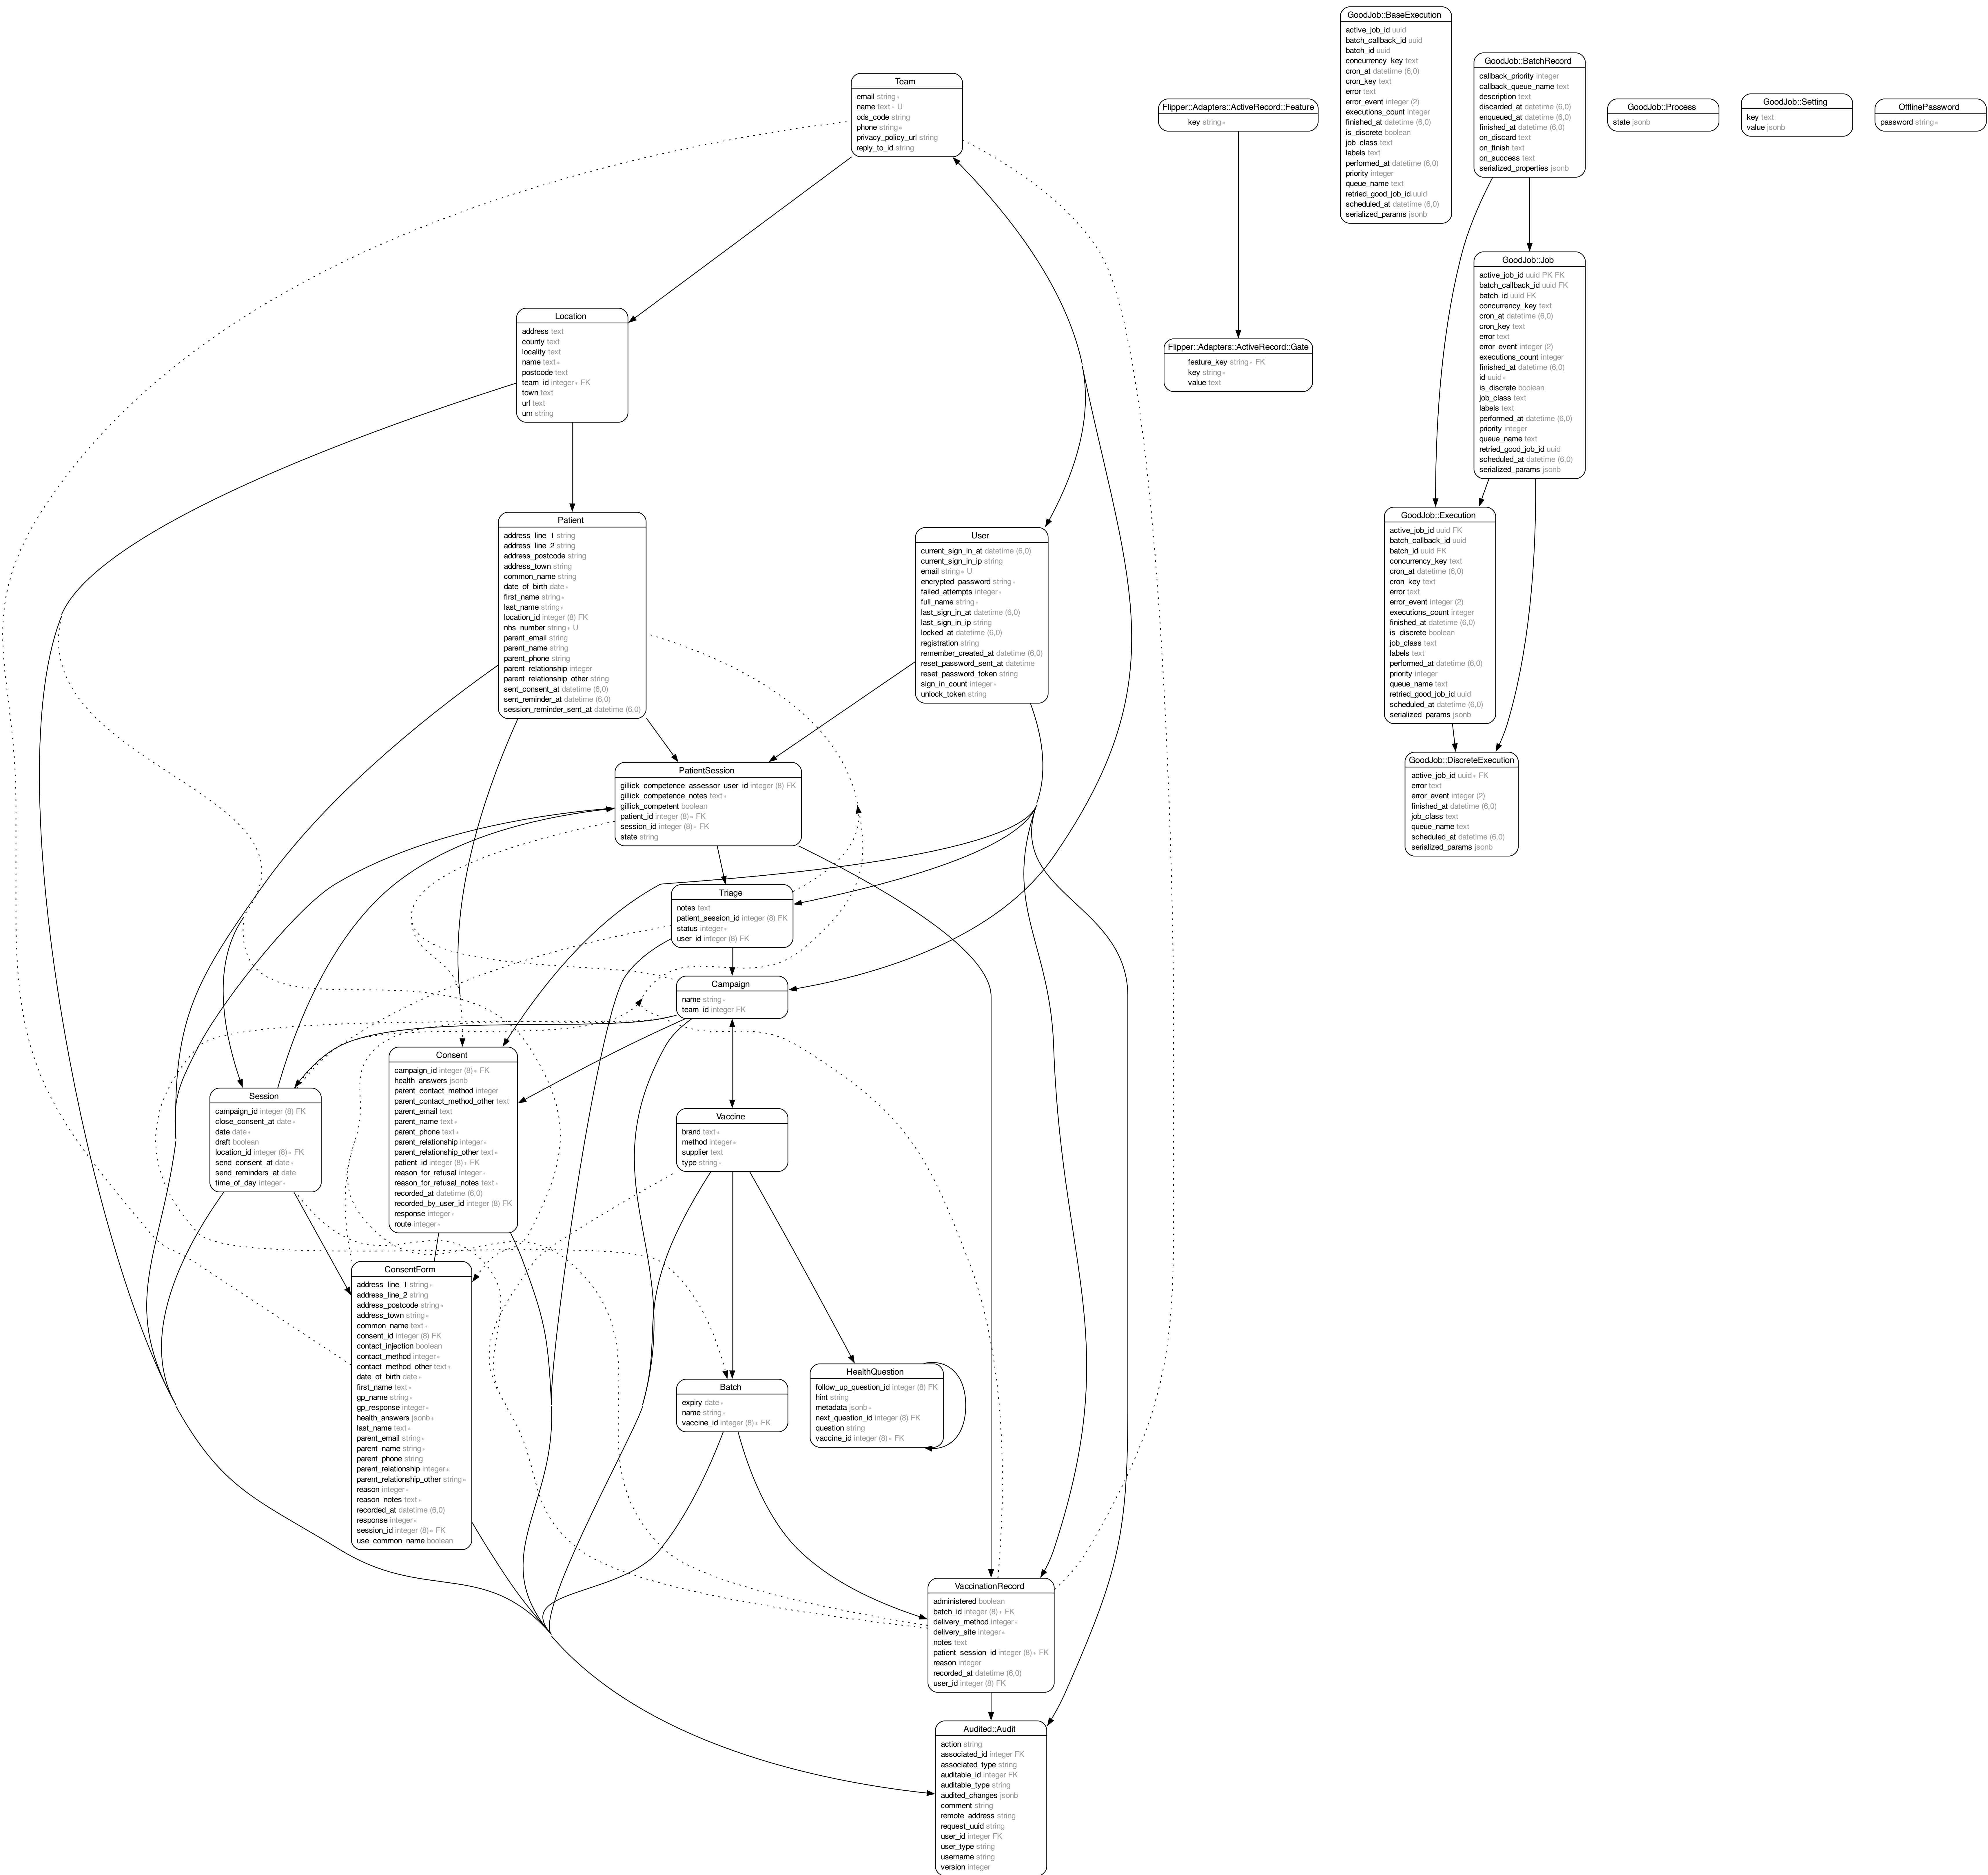 GoodJob::BaseExecution
active_job_id uuid
batch_callback_id uuid
batch_id uuid
concurrency_key text
cron_at datetime (6,0)
cron_key text
error text
error_event integer (2)
executions_count integer
finished_at datetime (6,0)
is_discrete boolean
job_class text
labels text
performed_at datetime (6,0)
priority integer
queue_name text
retried_good_job_id uuid
scheduled_at datetime (6,0)
serialized_params jsonb
GoodJob::BatchRecord
callback_priority integer
callback_queue_name text
description text
discarded_at datetime (6,0)
enqueued_at datetime (6,0)
finished_at datetime (6,0)
on_discard text
on_finish text
on_success text
serialized_properties jsonb
Team
email string ∗
name text ∗ U
ods_code string
phone string ∗
privacy_policy_url string
reply_to_id string
Flipper::Adapters::ActiveRecord::Feature
key string ∗
GoodJob::Process
state jsonb
GoodJob::Setting
key text
value jsonb
OfflinePassword
password string ∗
GoodJob::Job
active_job_id uuid PK FK
batch_callback_id uuid FK
batch_id uuid FK
concurrency_key text
cron_at datetime (6,0)
cron_key text
error text
error_event integer (2)
executions_count integer
finished_at datetime (6,0)
id uuid ∗
is_discrete boolean
job_class text
labels text
performed_at datetime (6,0)
priority integer
queue_name text
retried_good_job_id uuid
scheduled_at datetime (6,0)
serialized_params jsonb
Location
address text
county text
locality text
name text ∗
postcode text
team_id integer ∗ FK
town text
url text
urn string
Flipper::Adapters::ActiveRecord::Gate
feature_key string ∗ FK
key string ∗
value text
Patient
address_line_1 string
address_line_2 string
address_postcode string
address_town string
common_name string
date_of_birth date ∗
first_name string ∗
last_name string ∗
location_id integer (8) FK
nhs_number string ∗ U
parent_email string
parent_name string
parent_phone string
parent_relationship integer
parent_relationship_other string
sent_consent_at datetime (6,0)
sent_reminder_at datetime (6,0)
session_reminder_sent_at datetime (6,0)
User
current_sign_in_at datetime (6,0)
current_sign_in_ip string
email string ∗ U
encrypted_password string ∗
failed_attempts integer ∗
full_name string ∗
last_sign_in_at datetime (6,0)
last_sign_in_ip string
locked_at datetime (6,0)
registration string
remember_created_at datetime (6,0)
reset_password_sent_at datetime
reset_password_token string
sign_in_count integer ∗
unlock_token string
GoodJob::Execution
active_job_id uuid FK
batch_callback_id uuid
batch_id uuid FK
concurrency_key text
cron_at datetime (6,0)
cron_key text
error text
error_event integer (2)
executions_count integer
finished_at datetime (6,0)
is_discrete boolean
job_class text
labels text
performed_at datetime (6,0)
priority integer
queue_name text
retried_good_job_id uuid
scheduled_at datetime (6,0)
serialized_params jsonb
GoodJob::DiscreteExecution
active_job_id uuid ∗ FK
error text
error_event integer (2)
finished_at datetime (6,0)
job_class text
queue_name text
scheduled_at datetime (6,0)
serialized_params jsonb
PatientSession
gillick_competence_assessor_user_id integer (8) FK
gillick_competence_notes text ∗
gillick_competent boolean
patient_id integer (8) ∗ FK
session_id integer (8) ∗ FK
state string
Triage
notes text
patient_session_id integer (8) FK
status integer ∗
user_id integer (8) FK
Campaign
name string ∗
team_id integer FK
Consent
campaign_id integer (8) ∗ FK
health_answers jsonb
parent_contact_method integer
parent_contact_method_other text
parent_email text
parent_name text ∗
parent_phone text ∗
parent_relationship integer ∗
parent_relationship_other text ∗
patient_id integer (8) ∗ FK
reason_for_refusal integer ∗
reason_for_refusal_notes text ∗
recorded_at datetime (6,0)
recorded_by_user_id integer (8) FK
response integer ∗
route integer ∗
Session
campaign_id integer (8) FK
close_consent_at date ∗
date date ∗
draft boolean
location_id integer (8) ∗ FK
send_consent_at date ∗
send_reminders_at date
time_of_day integer ∗
Vaccine
brand text ∗
method integer ∗
supplier text
type string ∗
ConsentForm
address_line_1 string ∗
address_line_2 string
address_postcode string ∗
address_town string ∗
common_name text ∗
consent_id integer (8) FK
contact_injection boolean
contact_method integer ∗
contact_method_other text ∗
date_of_birth date ∗
first_name text ∗
gp_name string ∗
gp_response integer ∗
health_answers jsonb ∗
last_name text ∗
parent_email string ∗
parent_name string ∗
parent_phone string
parent_relationship integer ∗
parent_relationship_other string ∗
reason integer ∗
reason_notes text ∗
recorded_at datetime (6,0)
response integer ∗
session_id integer (8) ∗ FK
use_common_name boolean
Batch
expiry date ∗
name string ∗
vaccine_id integer (8) ∗ FK
HealthQuestion
follow_up_question_id integer (8) FK
hint string
metadata jsonb ∗
next_question_id integer (8) FK
question string
vaccine_id integer (8) ∗ FK
VaccinationRecord
administered boolean
batch_id integer (8) ∗ FK
delivery_method integer ∗
delivery_site integer ∗
notes text
patient_session_id integer (8) ∗ FK
reason integer
recorded_at datetime (6,0)
user_id integer (8) FK
Audited::Audit
action string
associated_id integer FK
associated_type string
auditable_id integer FK
auditable_type string
audited_changes jsonb
comment string
remote_address string
request_uuid string
user_id integer FK
user_type string
username string
version integer